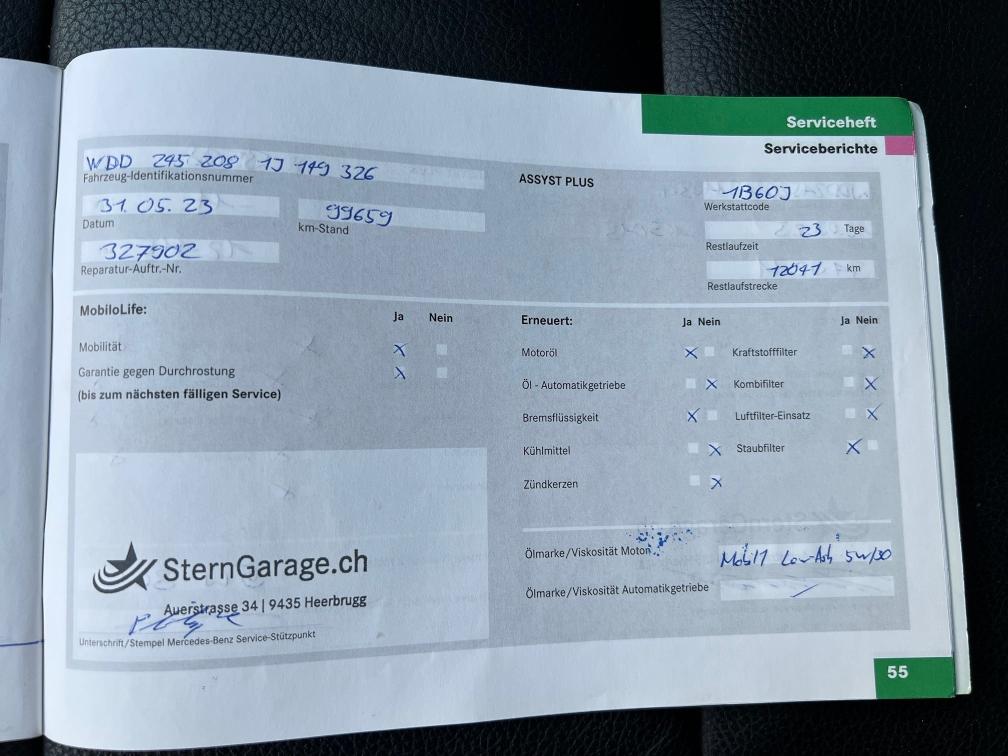 Serviceheft
Serviceberichte
WDD 245 208 1J 149 326
Fahrzeug-Identifikationsnummer
31.05.23
Datum
99659
km-Stand
327902
Reparatur-Auftr.-Nr.
ASSYST PLUS
1B60J
Werkstattcode
23 Tage
Restlaufzeit
12041 km
Restlaufstrecke
MobiloLife:
Ja Nein
Mobilität
Garantie gegen Durchrostung
(bis zum nächsten fälligen Service)
Erneuert: Ja Nein Ja Nein
Motoröl Kraftstofffilter
Öl - Automatikgetriebe Kombifilter
Bremsflüssigkeit Luftfilter-Einsatz
Kühlmittel Staubfilter
Zündkerzen
Ölmarke/Viskosität Motor Mobil1 Low-Ash 5W/30
Ölmarke/Viskosität Automatikgetriebe
SternGarage.ch
Auerstrasse 34 | 9435 Heerbrugg
Unterschrift/Stempel Mercedes-Benz Service-Stützpunkt
55